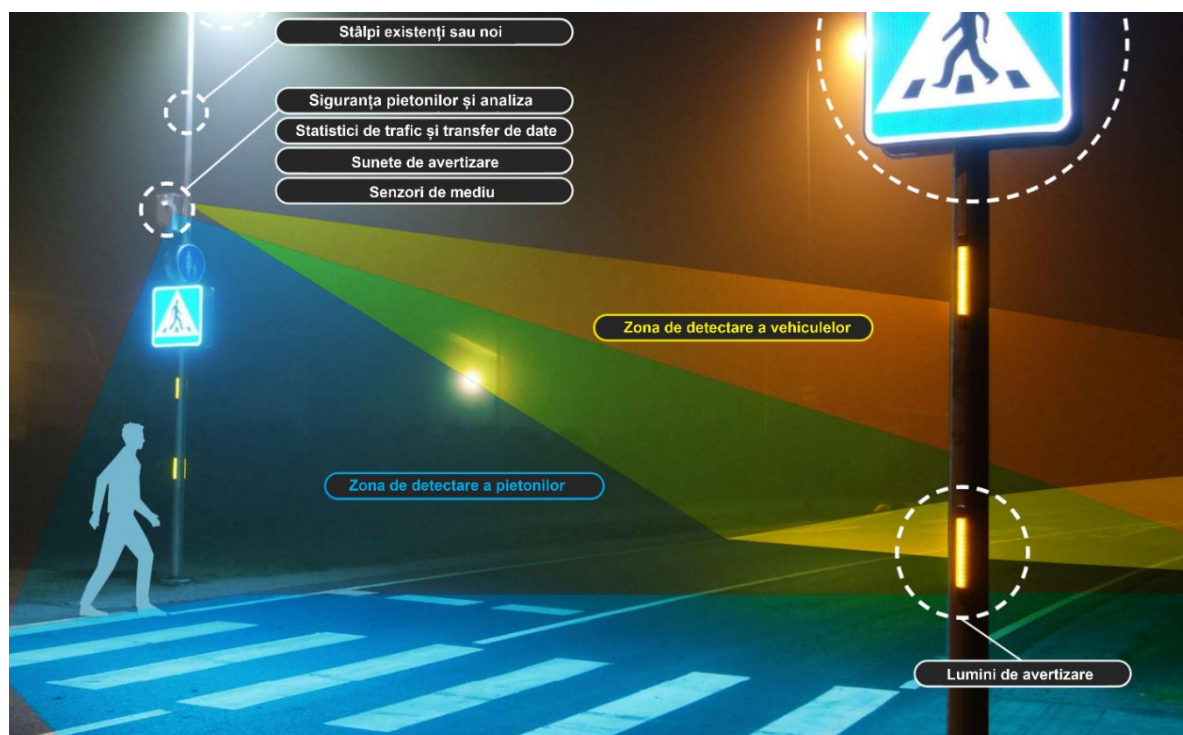 Stâlpi existenți sau noi
Siguranța pietonilor și analiza
Statistici de trafic și transfer de date
Sunete de avertizare
Senzori de mediu
Zona de detectare a vehiculelor
Zona de detectare a pietonilor
Lumini de avertizare